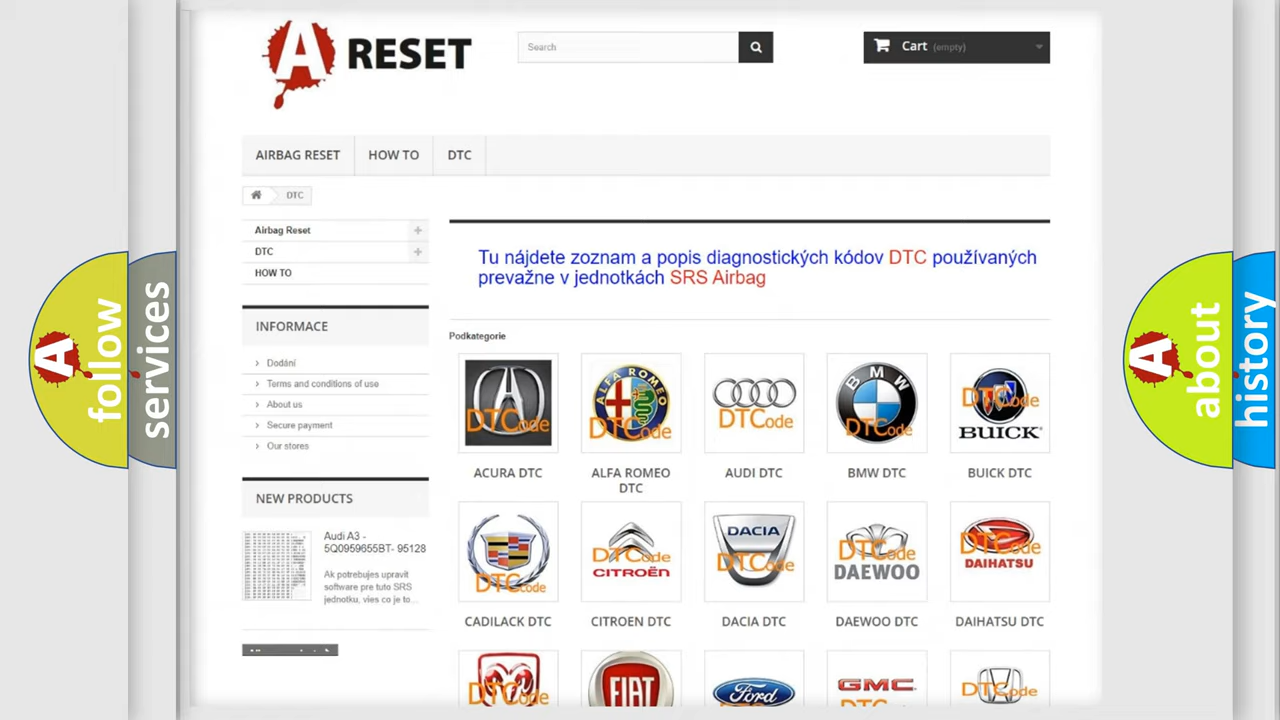 A RESET
Search
Cart (empty)
AIRBAG RESET
HOW TO
DTC
DTC
Airbag Reset
DTC
HOW TO
Tu nájdete zoznam a popis diagnostických kódov DTC používaných
prevažne v jednotkách SRS Airbag
INFORMACE
Dodání
Terms and conditions of use
About us
Secure payment
Our stores
Podkategorie
DTCode
ALFA ROMEO
DTCode
DTCode
BMW
DTCode
DTCode
BUICK
ACURA DTC
ALFA ROMEO
DTC
AUDI DTC
BMW DTC
BUICK DTC
NEW PRODUCTS
Audi A3 -
5Q0959655BT- 95128
Ak potrebujes upravit
software pre tuto SRS
jednotku, vies co je to...
DTCode
DTCode
CITROËN
DACIA
DTCode
DTCode
DAEWOO
DTCode
DAIHATSU
CADILACK DTC
CITROEN DTC
DACIA DTC
DAEWOO DTC
DAIHATSU DTC
DTCode
FIAT
Ford
GMC
DTCode
A follow
services
A about
history